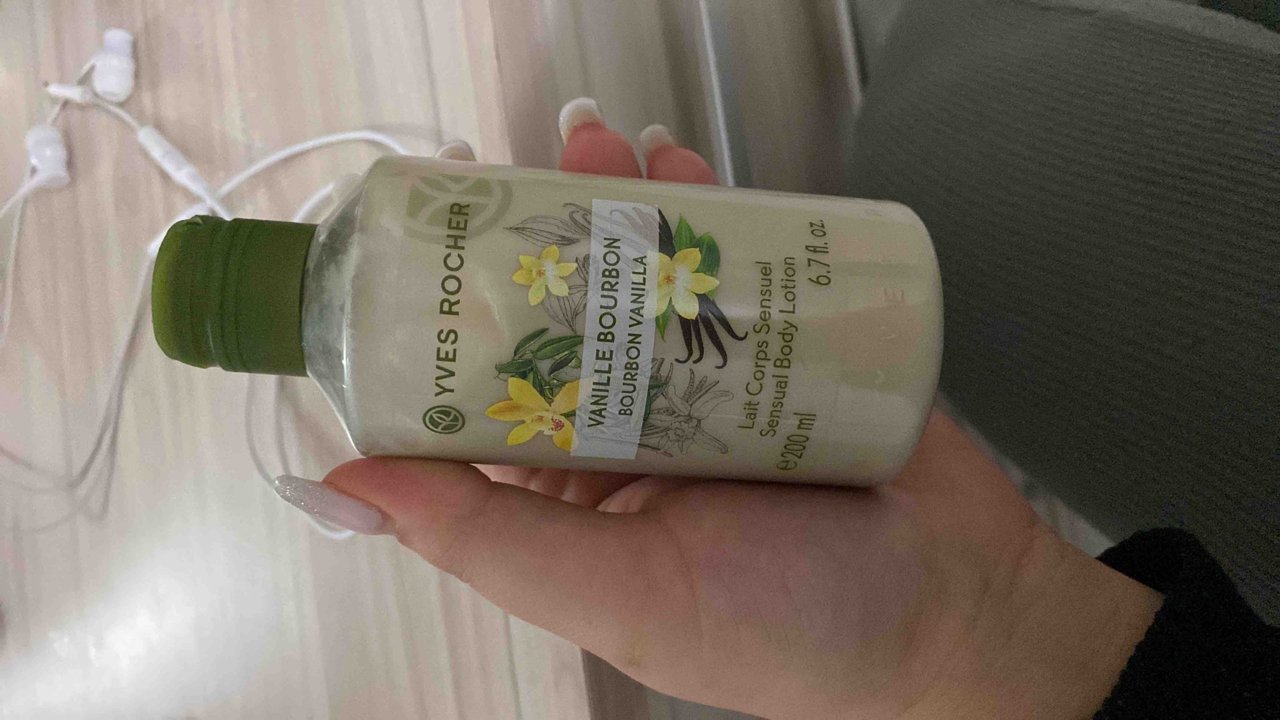 YVES ROCHER
VANILLE BOURBON
BOURBON VANILLA
Lait Corps Sensuel
Sensual Body Lotion
℮200 ml 6.7 fl. oz.